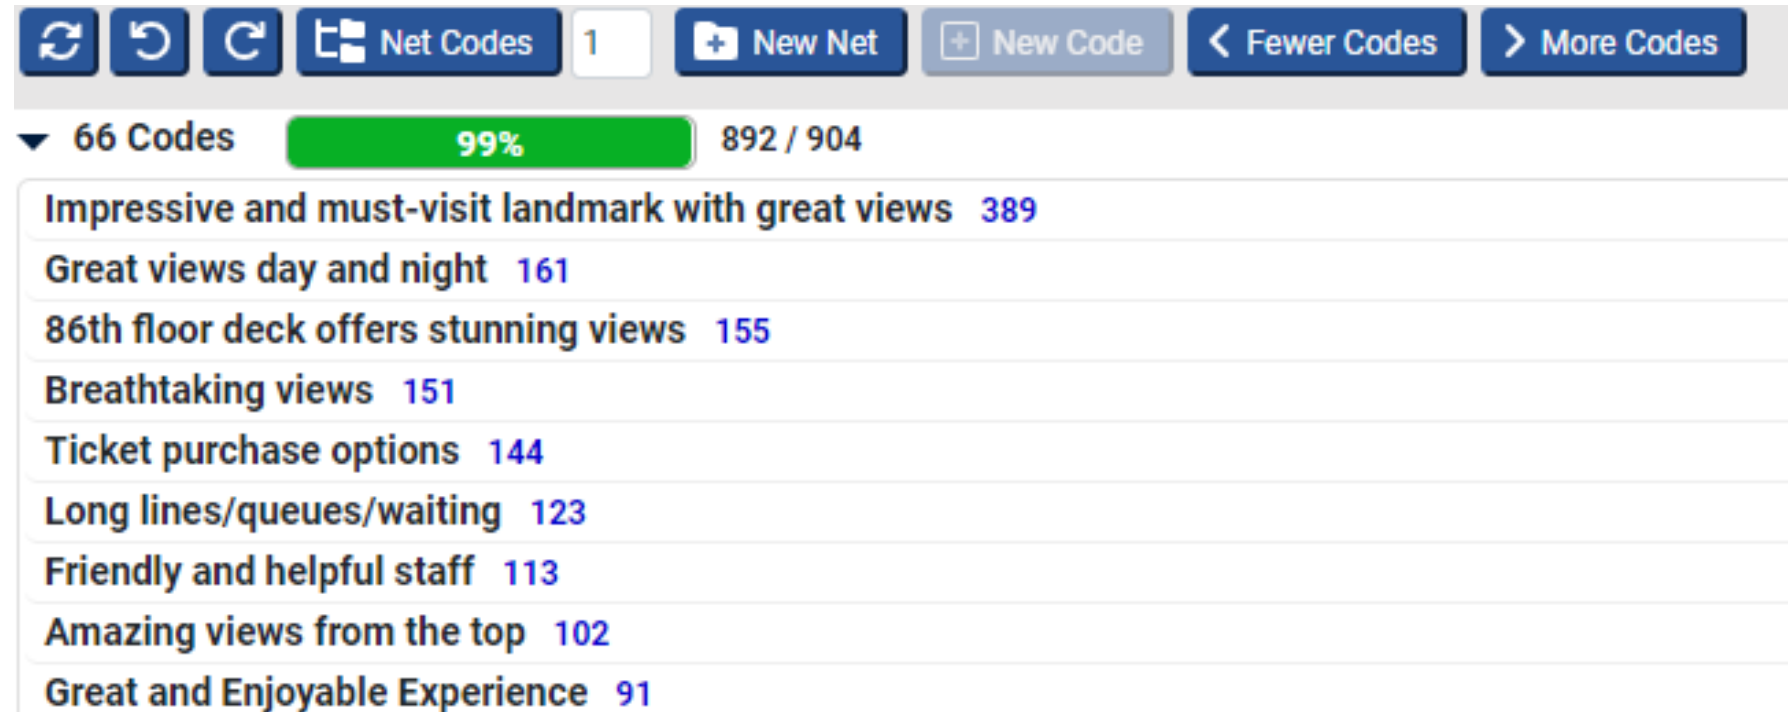 Net Codes 1 New Net New Code Fewer Codes More Codes
66 Codes 99% 892 / 904
Impressive and must-visit landmark with great views 389
Great views day and night 161
86th floor deck offers stunning views 155
Breathtaking views 151
Ticket purchase options 144
Long lines/queues/waiting 123
Friendly and helpful staff 113
Amazing views from the top 102
Great and Enjoyable Experience 91